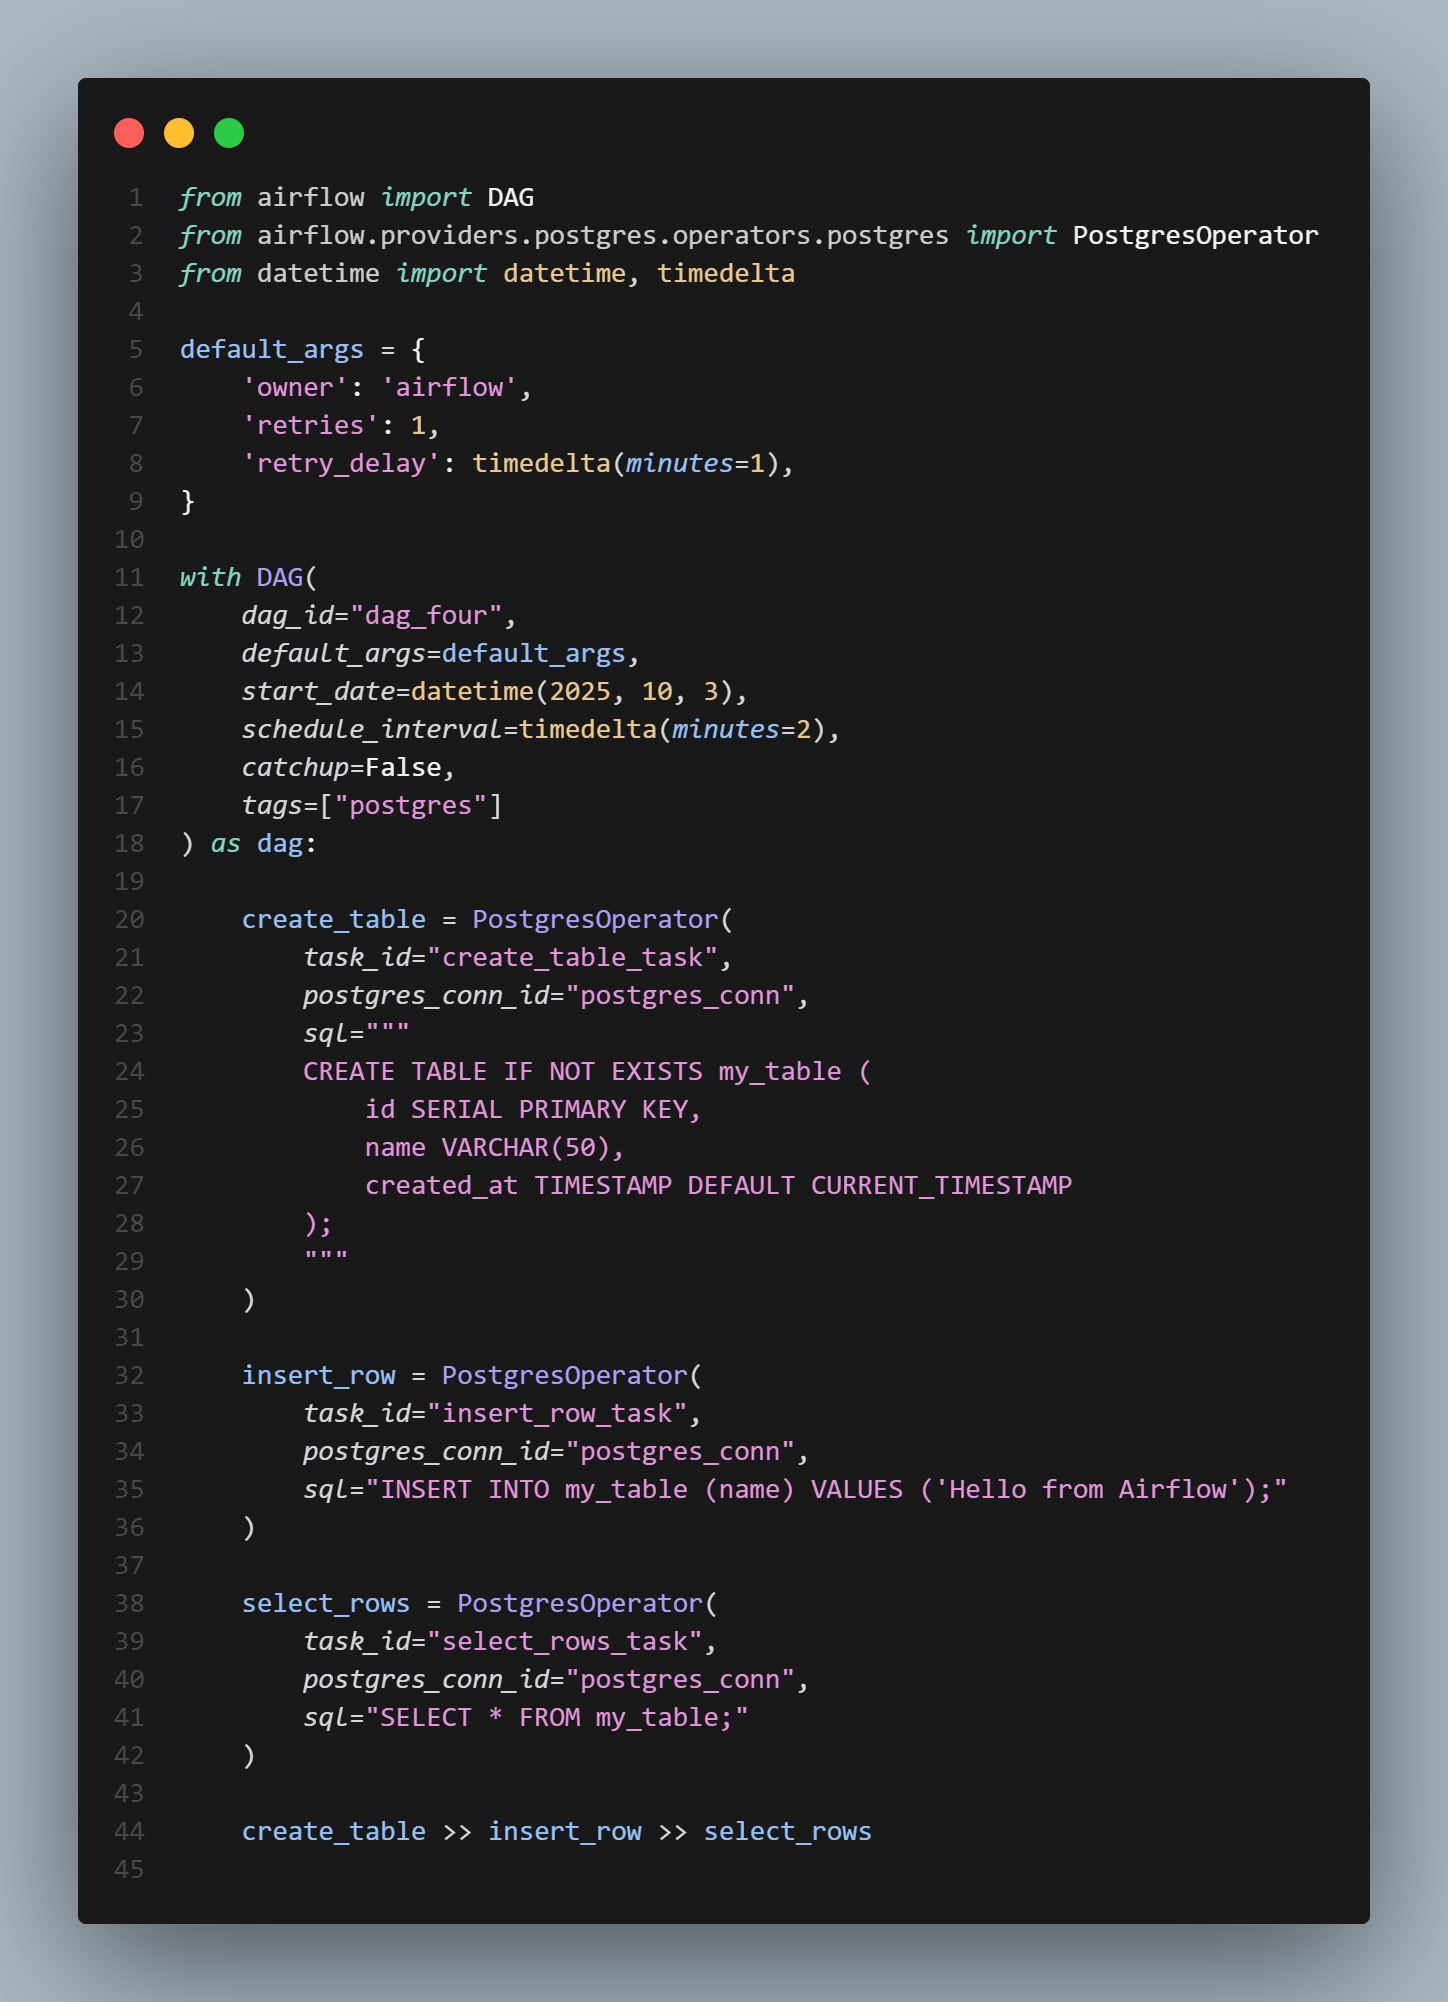 1 from airflow import DAG
2 from airflow.providers.postgres.operators.postgres import PostgresOperator
3 from datetime import datetime, timedelta
4
5 default_args = {
6     'owner': 'airflow',
7     'retries': 1,
8     'retry_delay': timedelta(minutes=1),
9 }
10
11 with DAG(
12     dag_id="dag_four",
13     default_args=default_args,
14     start_date=datetime(2025, 10, 3),
15     schedule_interval=timedelta(minutes=2),
16     catchup=False,
17     tags=["postgres"]
18 ) as dag:
19
20     create_table = PostgresOperator(
21         task_id="create_table_task",
22         postgres_conn_id="postgres_conn",
23         sql="""
24         CREATE TABLE IF NOT EXISTS my_table (
25             id SERIAL PRIMARY KEY,
26             name VARCHAR(50),
27             created_at TIMESTAMP DEFAULT CURRENT_TIMESTAMP
28         );
29         """
30     )
31
32     insert_row = PostgresOperator(
33         task_id="insert_row_task",
34         postgres_conn_id="postgres_conn",
35         sql="INSERT INTO my_table (name) VALUES ('Hello from Airflow');"
36     )
37
38     select_rows = PostgresOperator(
39         task_id="select_rows_task",
40         postgres_conn_id="postgres_conn",
41         sql="SELECT * FROM my_table;"
42     )
43
44     create_table >> insert_row >> select_rows
45